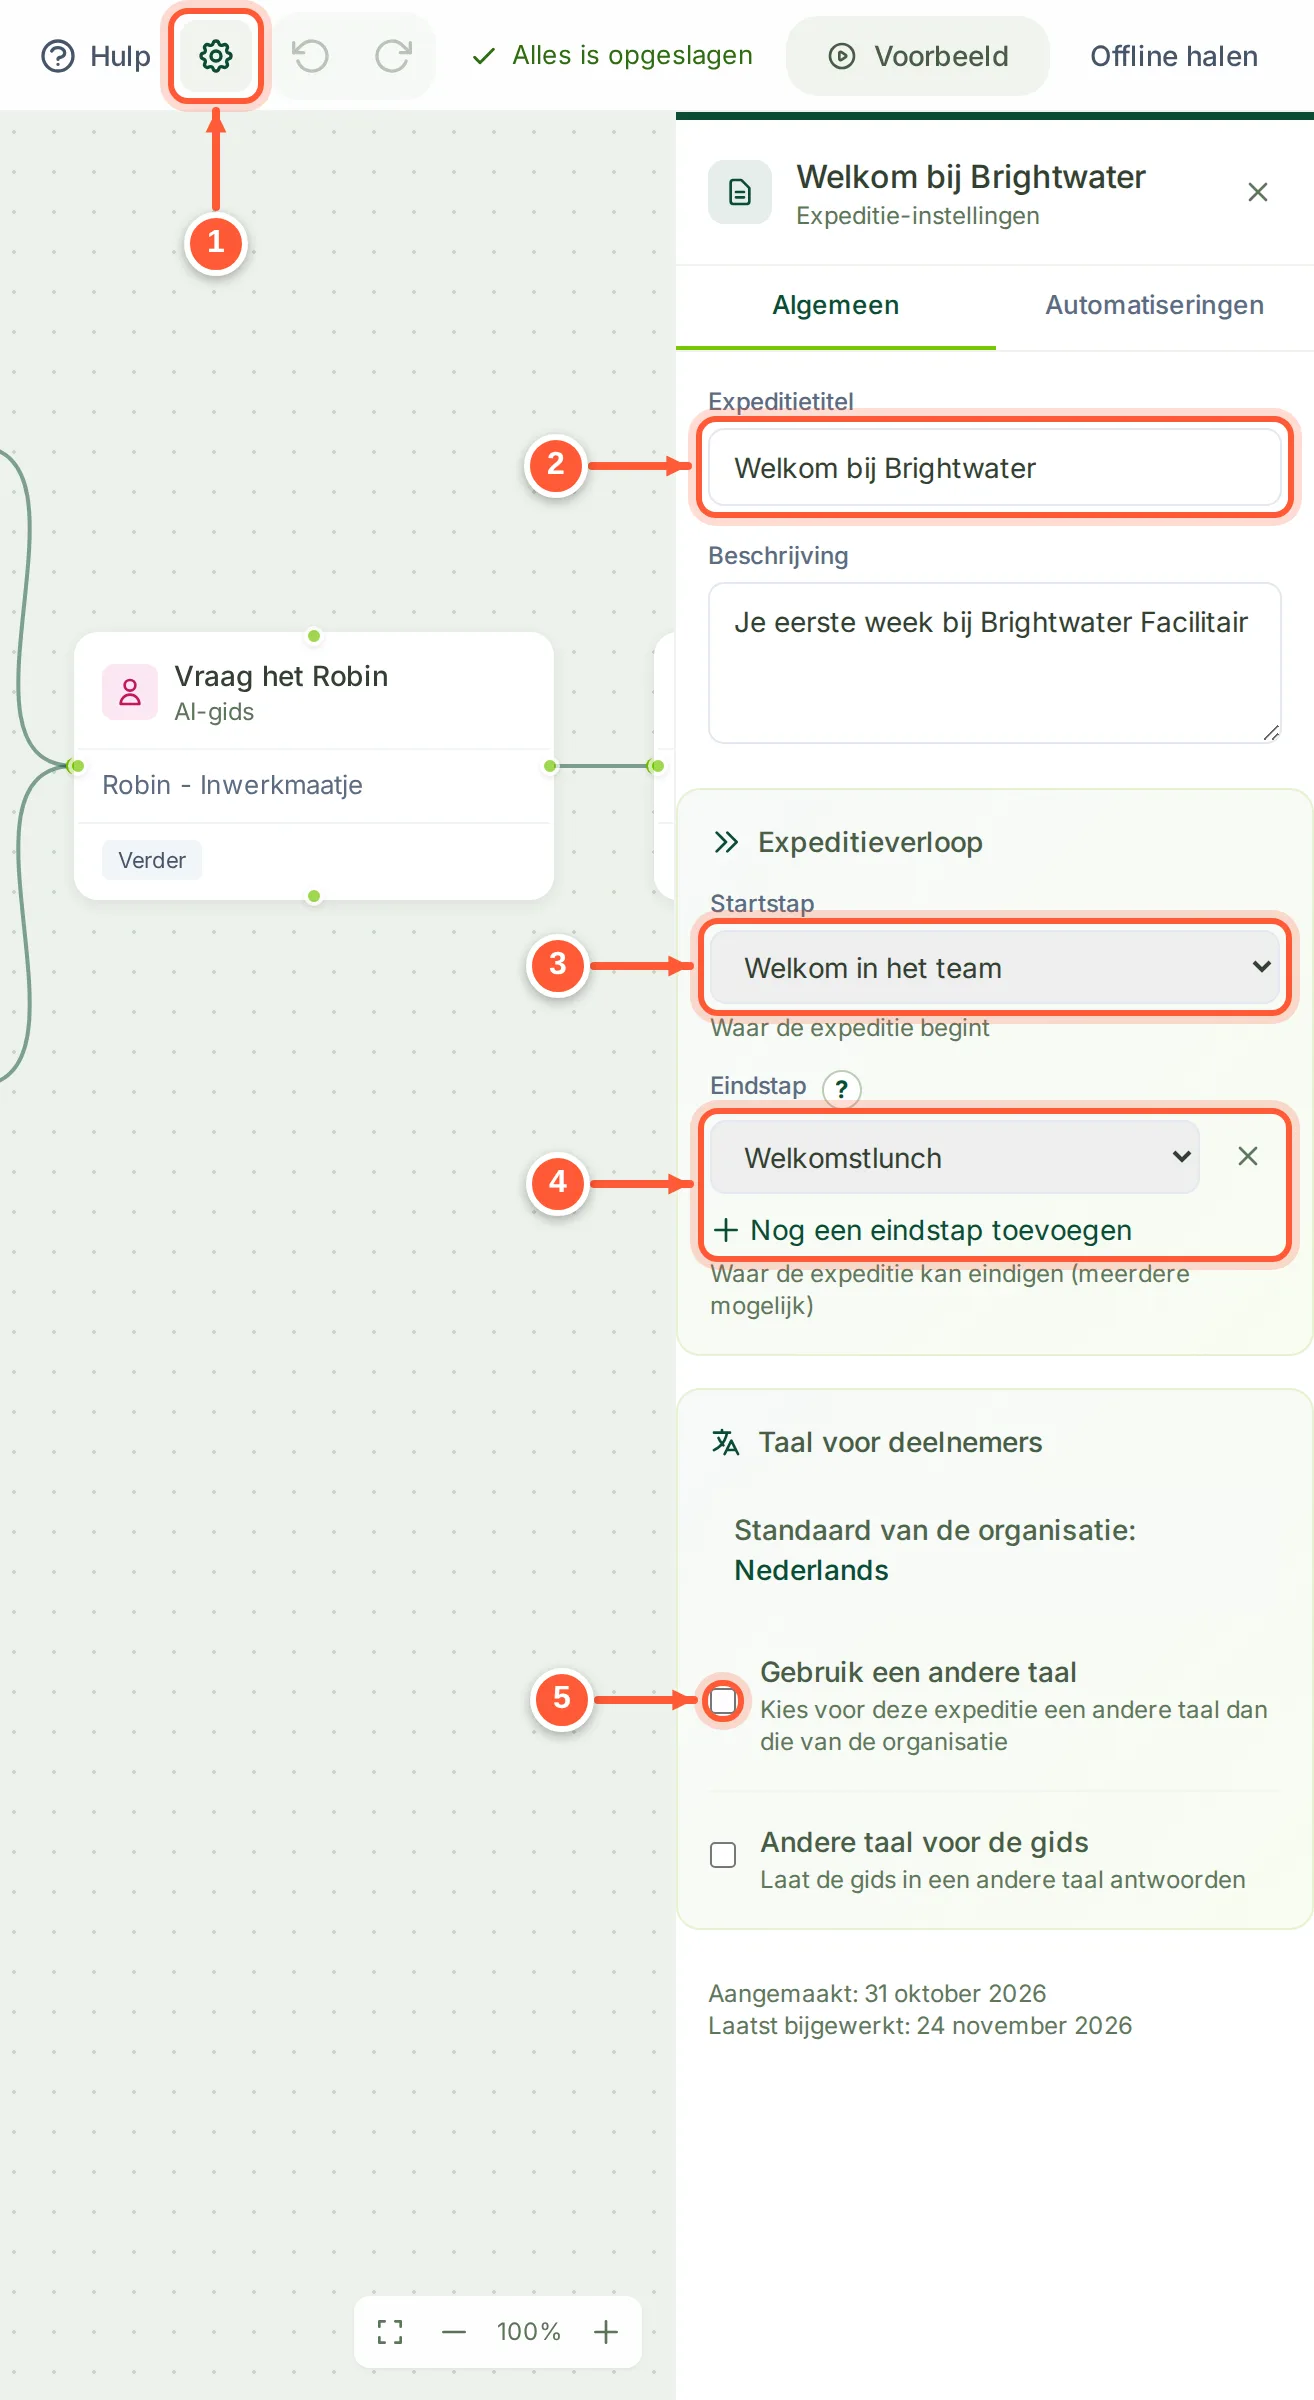 Hulp
Alles is opgeslagen
Voorbeeld
Offline halen
1
Welkom bij Brightwater
Expeditie-instellingen
Algemeen
Automatiseringen
Expeditietitel
2
Welkom bij Brightwater
Beschrijving
Je eerste week bij Brightwater Facilitair
Vraag het Robin
AI-gids
Robin - Inwerkmaatje
Verder
Expeditieverloop
Startstap
3
Welkom in het team
Waar de expeditie begint
Eindstap ?
4
Welkomstlunch
Nog een eindstap toevoegen
Waar de expeditie kan eindigen (meerdere
mogelijk)
Taal voor deelnemers
Standaard van de organisatie:
Nederlands
5
Gebruik een andere taal
Kies voor deze expeditie een andere taal dan
die van de organisatie
Andere taal voor de gids
Laat de gids in een andere taal antwoorden
Aangemaakt: 31 oktober 2026
Laatst bijgewerkt: 24 november 2026
100%